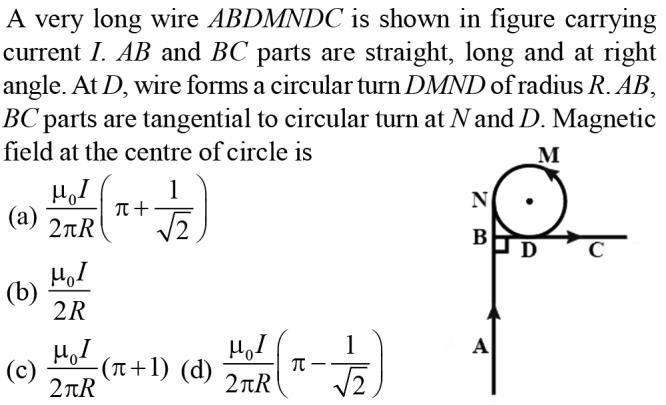 A very long wire ABDMNDC is shown in figure carrying
current I. AB and BC parts are straight, long and at right
angle. At D, wire forms a circular turn DMND of radius R. AB,
BC parts are tangential to circular turn at N and D. Magnetic
field at the centre of circle is
(a) μ₀I/2πR (π + 1/√2)
(b) μ₀I/2R
(c) μ₀I/2πR (π+1) (d) μ₀I/2πR (π − 1/√2)
M
N
B
D
C
A